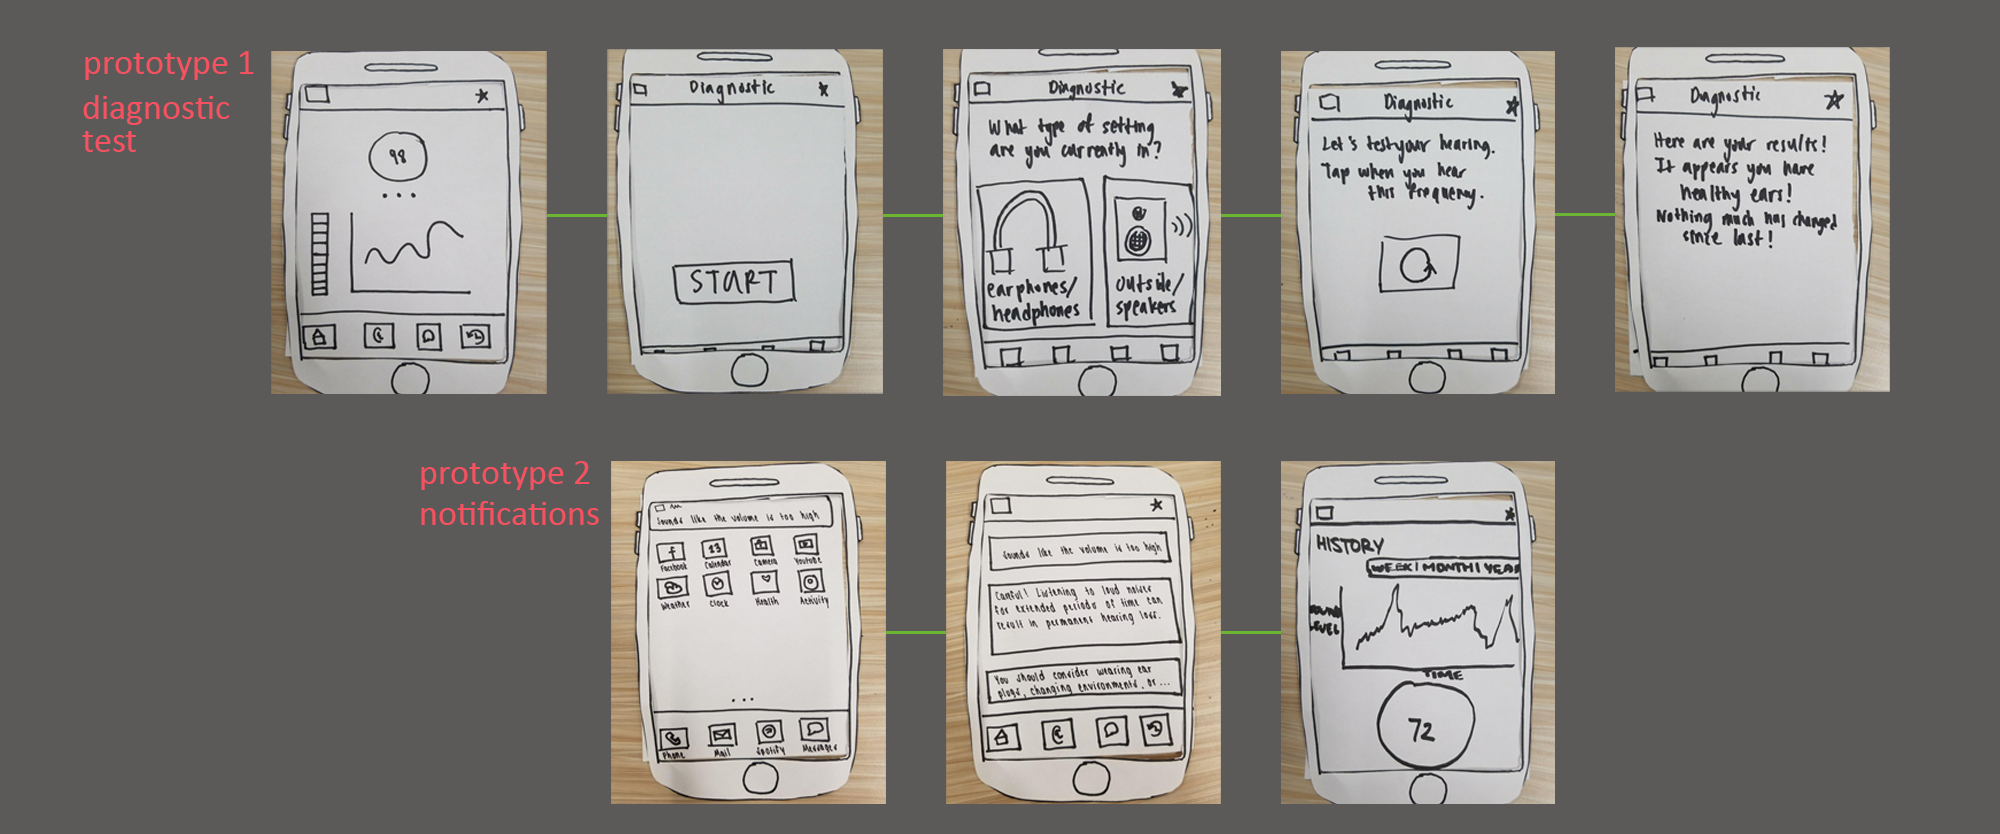 prototype 1
diagnostic
test
98
Diagnostic
START
Diagnostic
What type of setting
are you currently in?
earphones/
headphones
outside/
speakers
Diagnostic
Let's test your hearing.
Tap when you hear
this frequency.
Diagnostic
Here are your results!
It appears you have
healthy ears!
Nothing much has changed
since last!
prototype 2
notifications
Sounds like the volume is too high
Facebook
Calendar
Camera
Youtube
Weather
Clock
Health
Activity
Phone
Mail
Spotify
Messages
Sounds like the volume is too high
Careful! Listening to loud noises
for extended periods of time can
result in permanent hearing loss.
You should consider wearing ear
plugs, changing environments, or ...
HISTORY
WEEK|MONTH|YEAR
SOUND
LEVEL
TIME
72